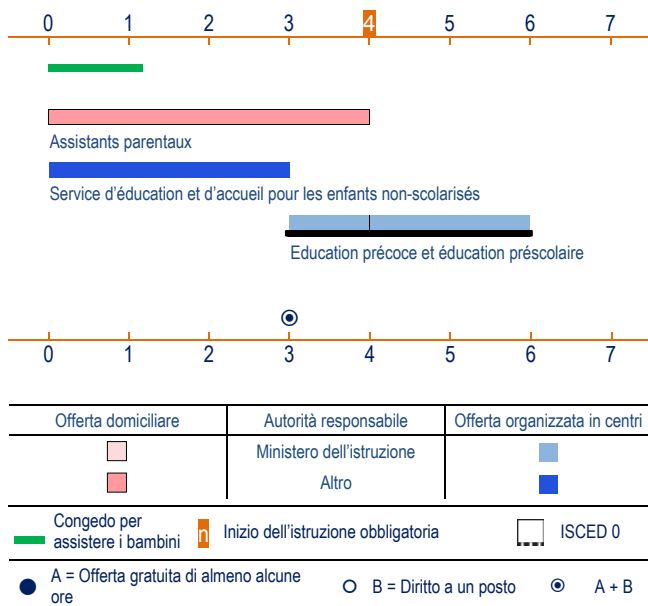 0 1 2 3 4 5 6 7
Assistants parentaux
Service d'éducation et d'accueil pour les enfants non-scolarisés
Education précoce et éducation préscolaire
0 1 2 3 4 5 6 7
Offerta domiciliare Autorità responsabile Offerta organizzata in centri
Ministero dell'istruzione
Altro
Congedo per
assistere i bambini n Inizio dell'istruzione obbligatoria ISCED 0
A = Offerta gratuita di almeno alcune
ore B = Diritto a un posto A + B